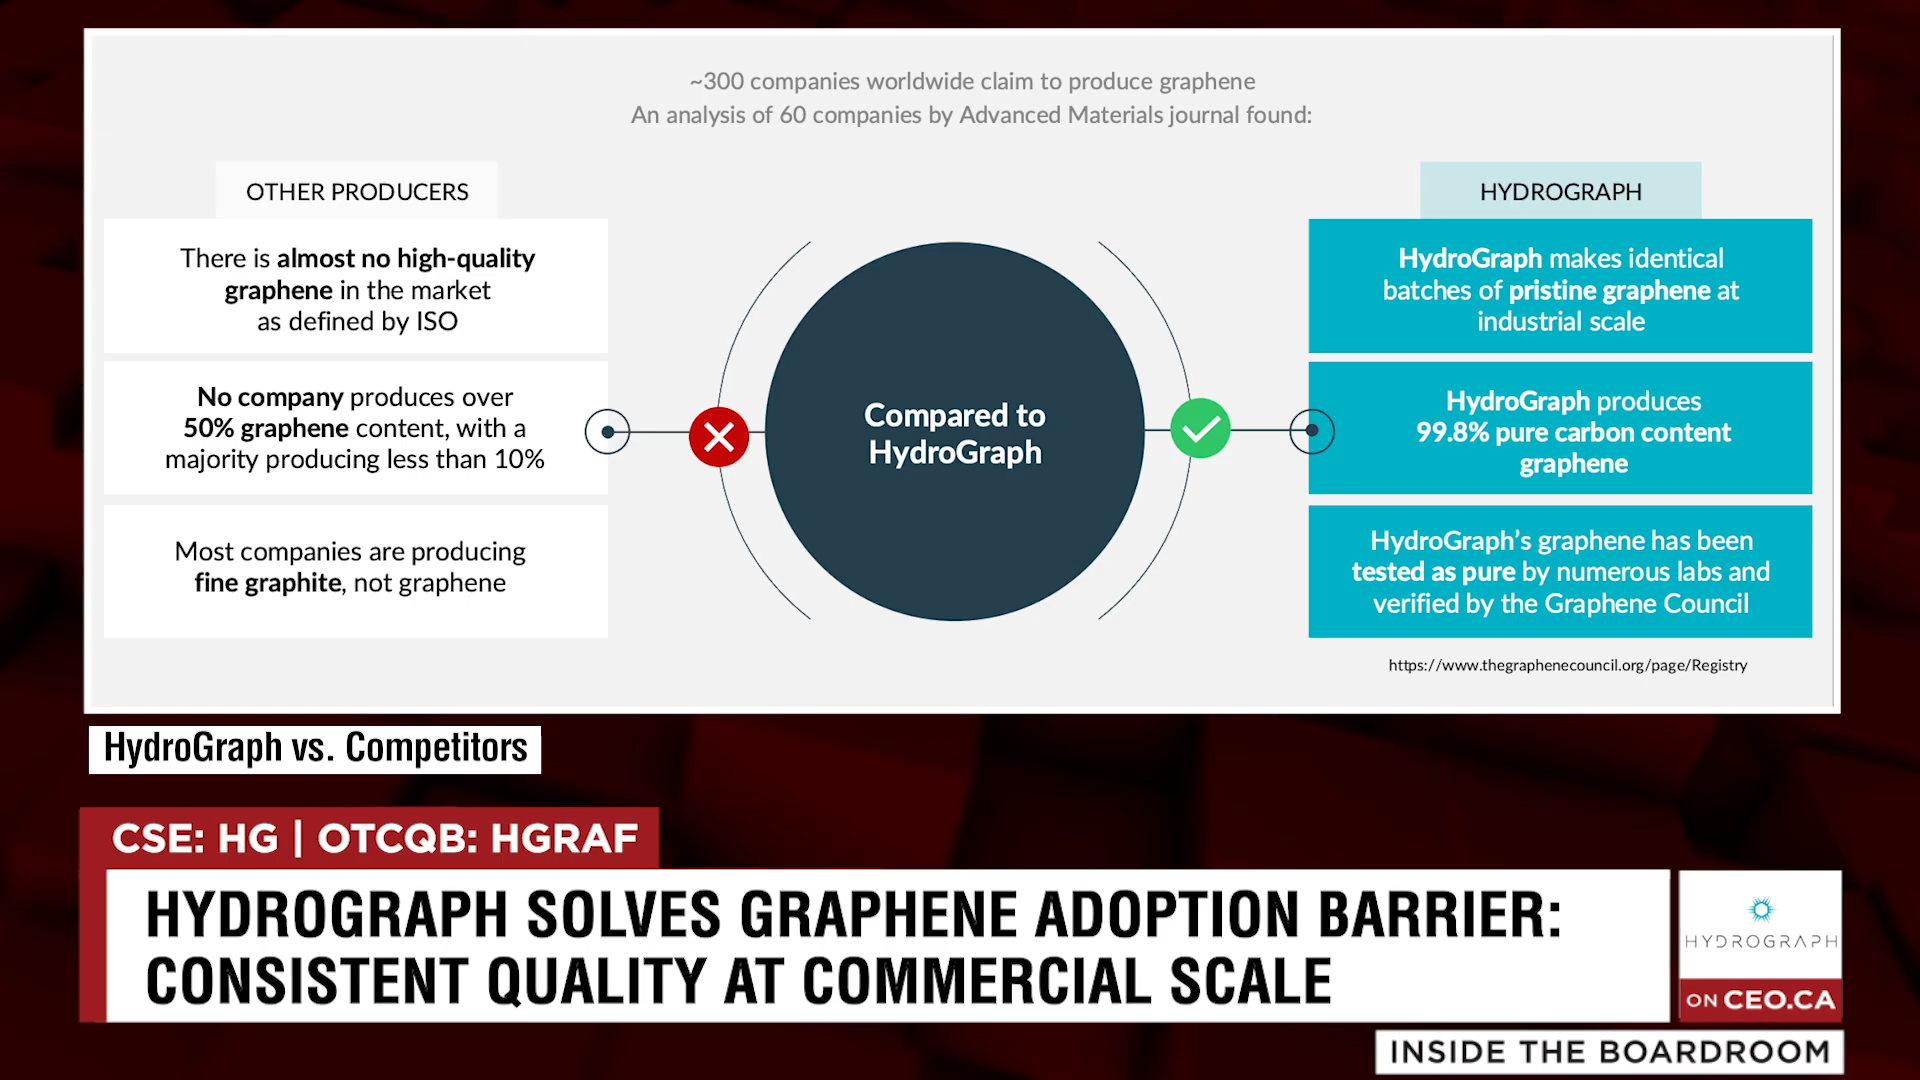 ~300 companies worldwide claim to produce graphene
An analysis of 60 companies by Advanced Materials journal found:
OTHER PRODUCERS
There is almost no high-quality
graphene in the market
as defined by ISO
No company produces over
50% graphene content, with a
majority producing less than 10%
Most companies are producing
fine graphite, not graphene
Compared to
HydroGraph
HYDROGRAPH
HydroGraph makes identical
batches of pristine graphene at
industrial scale
HydroGraph produces
99.8% pure carbon content
graphene
HydroGraph's graphene has been
tested as pure by numerous labs and
verified by the Graphene Council
https://www.thegraphenecouncil.org/page/Registry
HydroGraph vs. Competitors
CSE: HG | OTCQB: HGRAF
HYDROGRAPH SOLVES GRAPHENE ADOPTION BARRIER:
CONSISTENT QUALITY AT COMMERCIAL SCALE
HYDROGRAPH
ON CEO.CA
INSIDE THE BOARDROOM